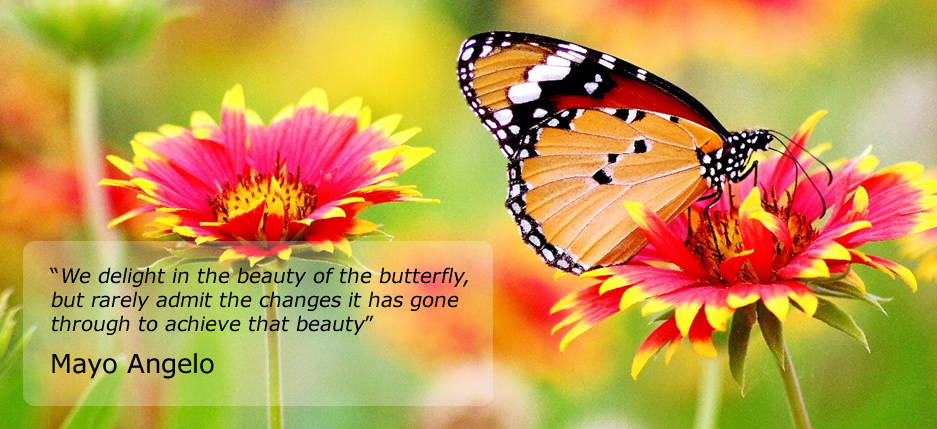 “We delight in the beauty of the butterfly,
but rarely admit the changes it has gone
through to achieve that beauty”
Mayo Angelo